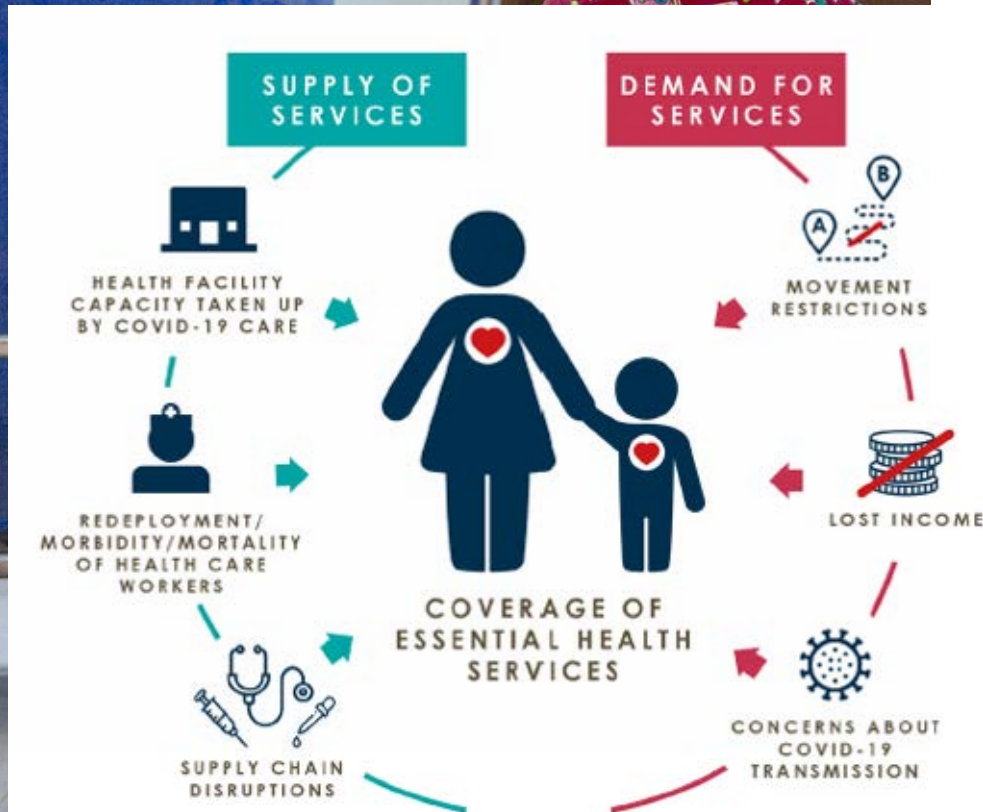 SUPPLY OF
SERVICES
DEMAND FOR
SERVICES
HEALTH FACILITY
CAPACITY TAKEN UP
BY COVID-19 CARE
REDEPLOYMENT/
MORBIDITY/MORTALITY
OF HEALTH CARE
WORKERS
SUPPLY CHAIN
DISRUPTIONS
COVERAGE OF
ESSENTIAL HEALTH
SERVICES
B
A
MOVEMENT
RESTRICTIONS
LOST INCOME
CONCERNS ABOUT
COVID-19
TRANSMISSION